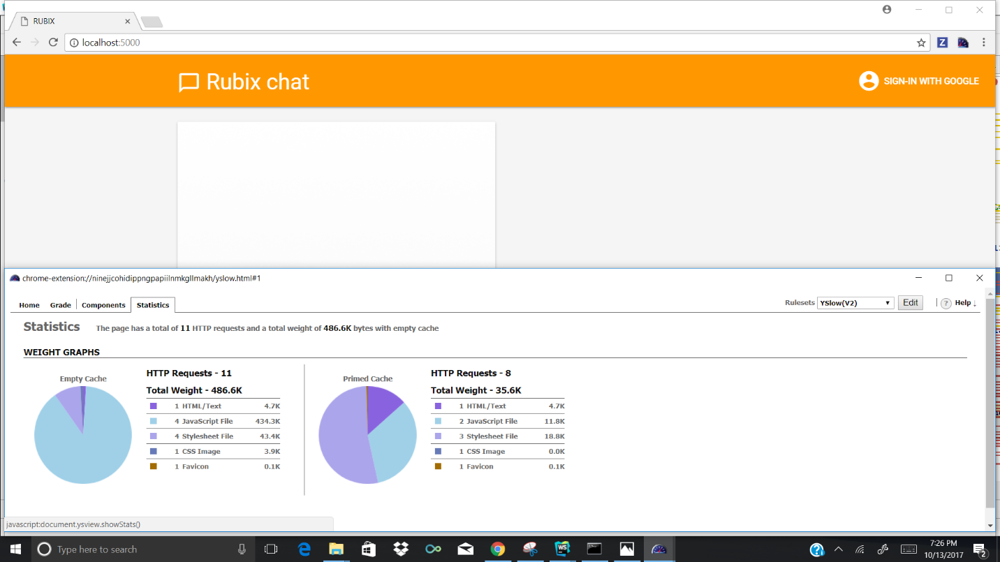 RUBIX
localhost:5000
Z
Rubix chat
SIGN-IN WITH GOOGLE
chrome-extension://ninejjcohidippngpapiilnmkgllmakh/yslow.html#1
Home Grade Components Statistics Rulesets YSlow(V2) Edit ? Help ↓
Statistics The page has a total of 11 HTTP requests and a total weight of 486.6K bytes with empty cache
WEIGHT GRAPHS
Empty Cache
HTTP Requests - 11
Total Weight - 486.6K
1 HTML/Text 4.7K
4 JavaScript File 434.3K
4 Stylesheet File 43.4K
1 CSS Image 3.9K
1 Favicon 0.1K
Primed Cache
HTTP Requests - 8
Total Weight - 35.6K
1 HTML/Text 4.7K
2 JavaScript File 11.8K
3 Stylesheet File 18.8K
1 CSS Image 0.0K
1 Favicon 0.1K
javascript:document.ysview.showStats()
Type here to search
WS
?
7:26 PM
10/13/2017
2